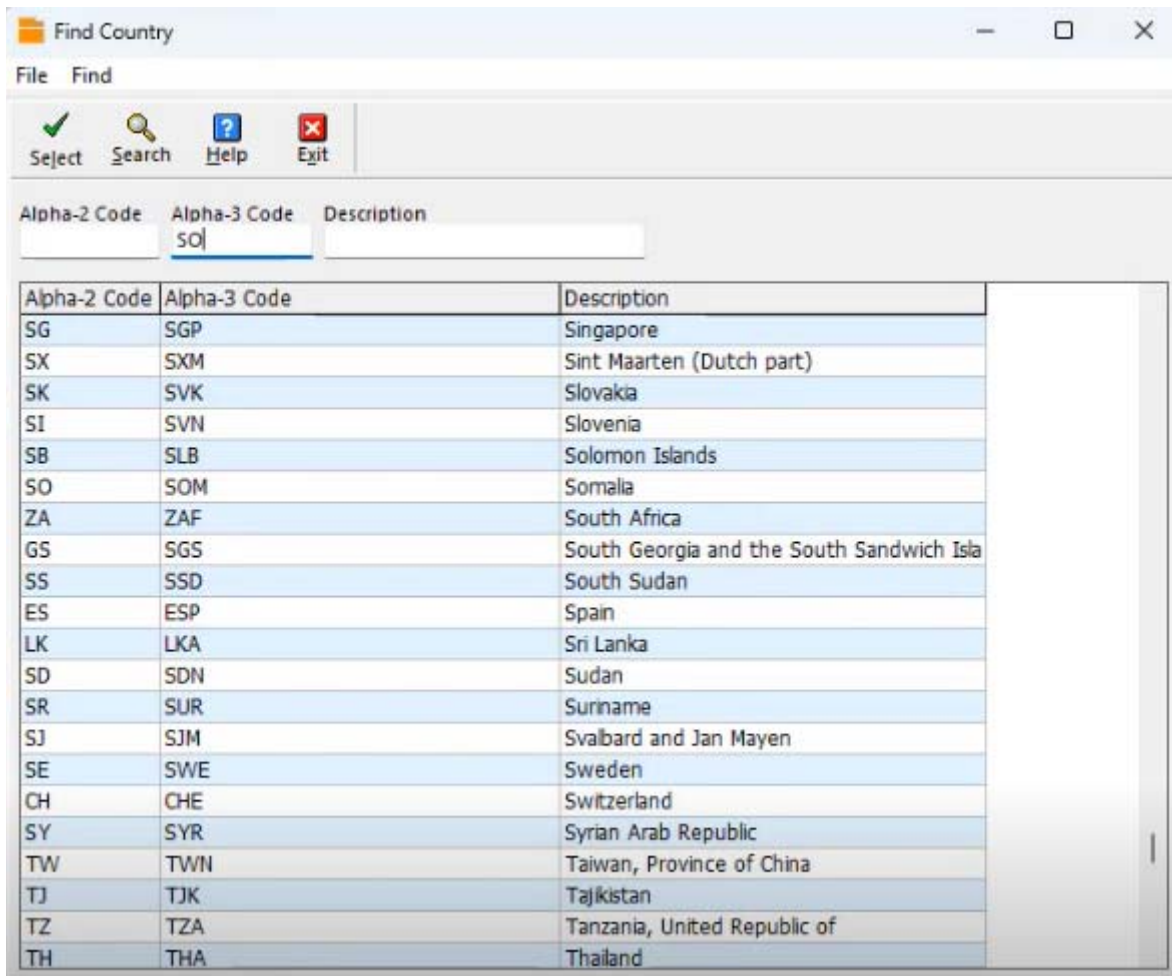 Find Country
File Find
Select Search Help Exit
Alpha-2 Code Alpha-3 Code Description
SO
Alpha-2 Code Alpha-3 Code Description
SG SGP Singapore
SX SXM Sint Maarten (Dutch part)
SK SVK Slovakia
SI SVN Slovenia
SB SLB Solomon Islands
SO SOM Somalia
ZA ZAF South Africa
GS SGS South Georgia and the South Sandwich Isla
SS SSD South Sudan
ES ESP Spain
LK LKA Sri Lanka
SD SDN Sudan
SR SUR Suriname
SJ SJM Svalbard and Jan Mayen
SE SWE Sweden
CH CHE Switzerland
SY SYR Syrian Arab Republic
TW TWN Taiwan, Province of China
TJ TJK Tajikistan
TZ TZA Tanzania, United Republic of
TH THA Thailand